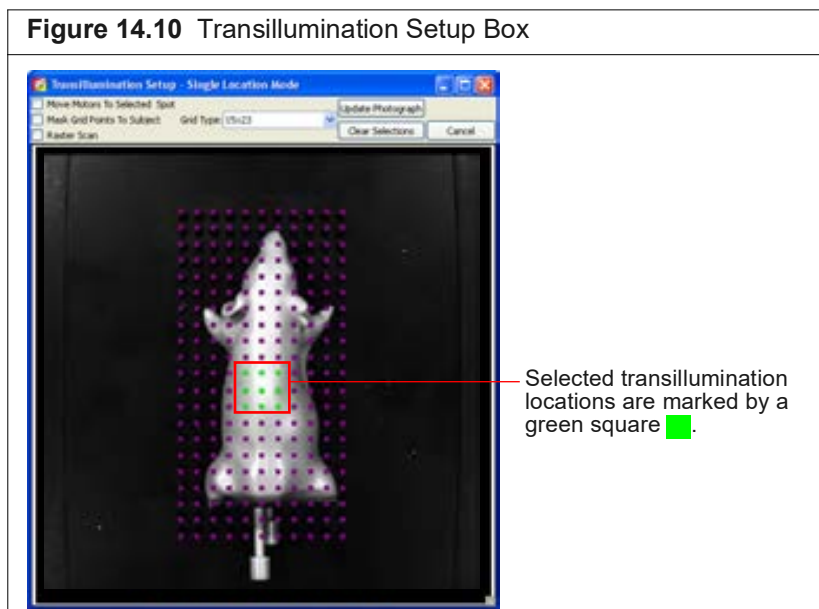 Figure 14.10 Transillumination Setup Box
Transillumination Setup - Single Location Mode
Move Motors To Selected Spot
Update Photograph
Mask Grid Points To Subject
Grid Type:
Clear Selections
Cancel
Raster Scan
Selected transillumination
locations are marked by a
green square .